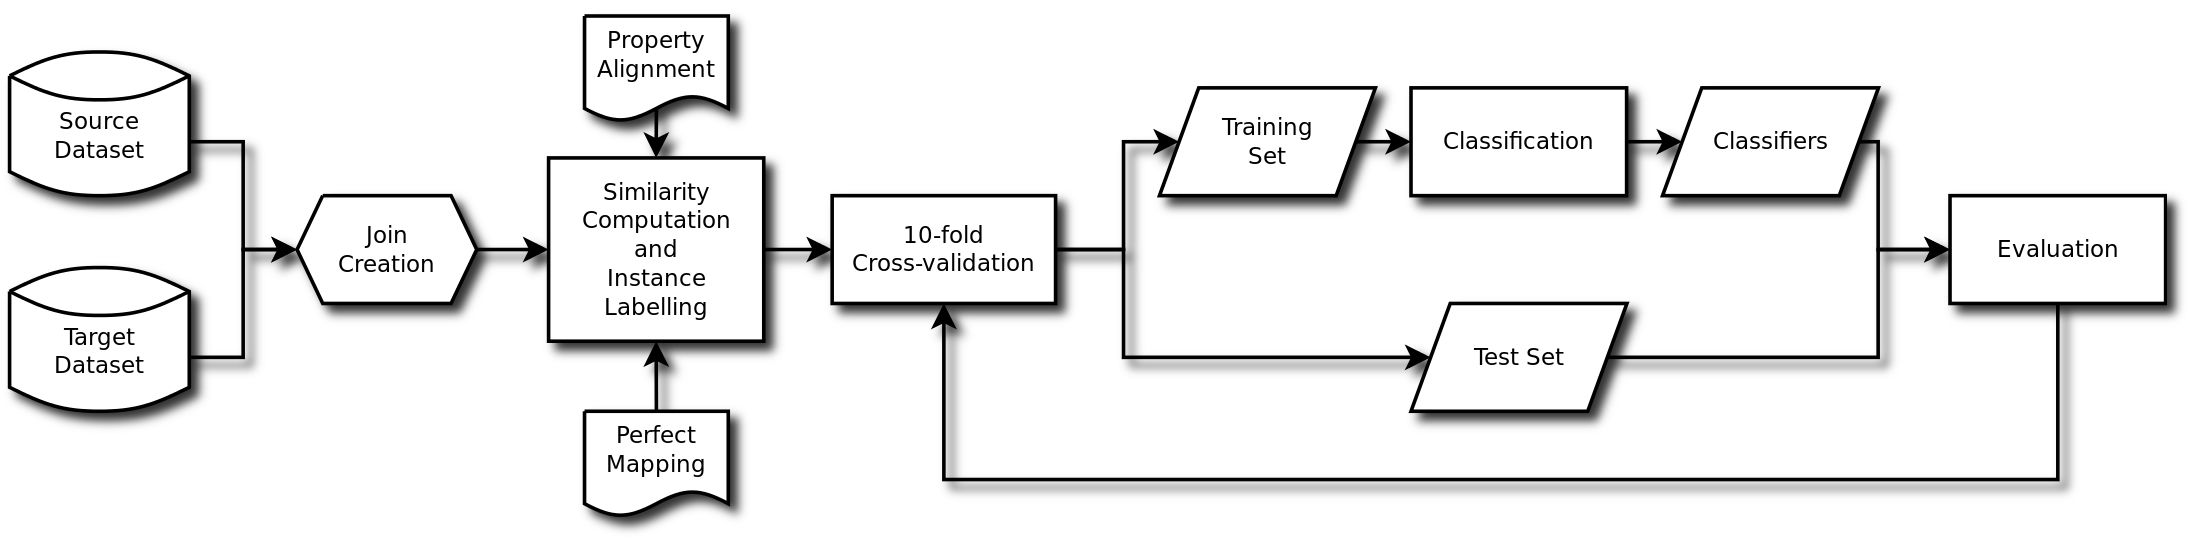 Source
Dataset
Target
Dataset
Join
Creation
Property
Alignment
Similarity
Computation
and
Instance
Labelling
Perfect
Mapping
10-fold
Cross-validation
Training
Set
Classification
Classifiers
Test Set
Evaluation